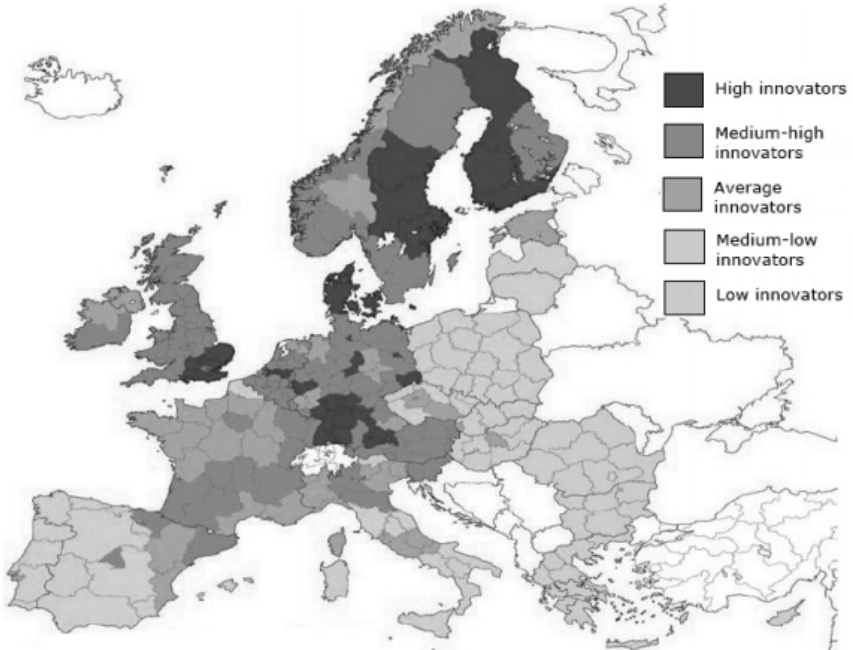 High innovators
Medium-high
innovators
Average
innovators
Medium-low
innovators
Low innovators